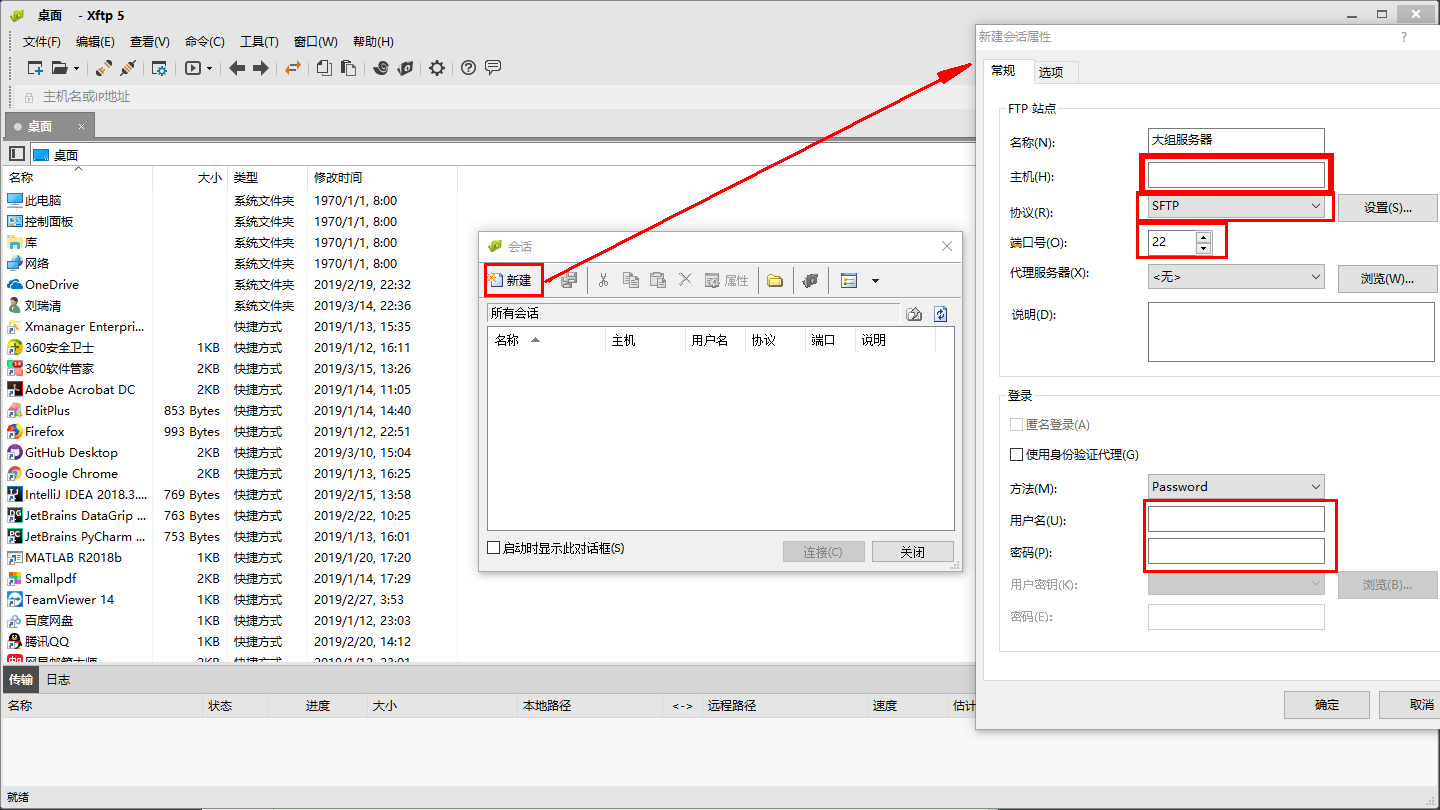 桌面 - Xftp 5
文件(F) 编辑(E) 查看(V) 命令(C) 工具(T) 窗口(W) 帮助(H)
主机名或IP地址
桌面 ×
桌面
名称 大小 类型 修改时间
此电脑 系统文件夹 1970/1/1, 8:00
控制面板 系统文件夹 1970/1/1, 8:00
库 系统文件夹 1970/1/1, 8:00
网络 系统文件夹 1970/1/1, 8:00
OneDrive 系统文件夹 2019/2/19, 22:32
刘瑞清 系统文件夹 2019/3/14, 22:36
Xmanager Enterpri... 快捷方式 2019/1/13, 15:35
360安全卫士 1KB 快捷方式 2019/1/12, 16:11
360软件管家 2KB 快捷方式 2019/3/15, 13:26
Adobe Acrobat DC 2KB 快捷方式 2019/1/14, 11:05
EditPlus 853 Bytes 快捷方式 2019/1/14, 14:40
Firefox 993 Bytes 快捷方式 2019/1/12, 22:51
GitHub Desktop 2KB 快捷方式 2019/3/10, 15:04
Google Chrome 2KB 快捷方式 2019/1/13, 16:25
IntelliJ IDEA 2018.3.... 769 Bytes 快捷方式 2019/2/15, 13:58
JetBrains DataGrip ... 763 Bytes 快捷方式 2019/2/22, 10:25
JetBrains PyCharm ... 753 Bytes 快捷方式 2019/1/13, 16:01
MATLAB R2018b 1KB 快捷方式 2019/1/20, 17:20
Smallpdf 2KB 快捷方式 2019/1/14, 17:29
TeamViewer 14 1KB 快捷方式 2019/2/27, 3:53
百度网盘 1KB 快捷方式 2019/1/12, 23:03
腾讯QQ 1KB 快捷方式 2019/2/20, 14:12
传输 日志
名称 状态 进度 大小 本地路径 <-> 远程路径 速度 估计
就绪
会话
新建 属性
所有会话
名称 主机 用户名 协议 端口 说明
启动时显示此对话框(S) 连接(C) 关闭
新建会话属性 ?
常规 选项
FTP 站点
名称(N): 大组服务器
主机(H):
协议(R): SFTP 设置(S)...
端口号(O): 22
代理服务器(X): <无> 浏览(W)...
说明(D):
登录
匿名登录(A)
使用身份验证代理(G)
方法(M): Password
用户名(U):
密码(P):
用户密钥(K): 浏览(B)...
密码(E):
确定 取消